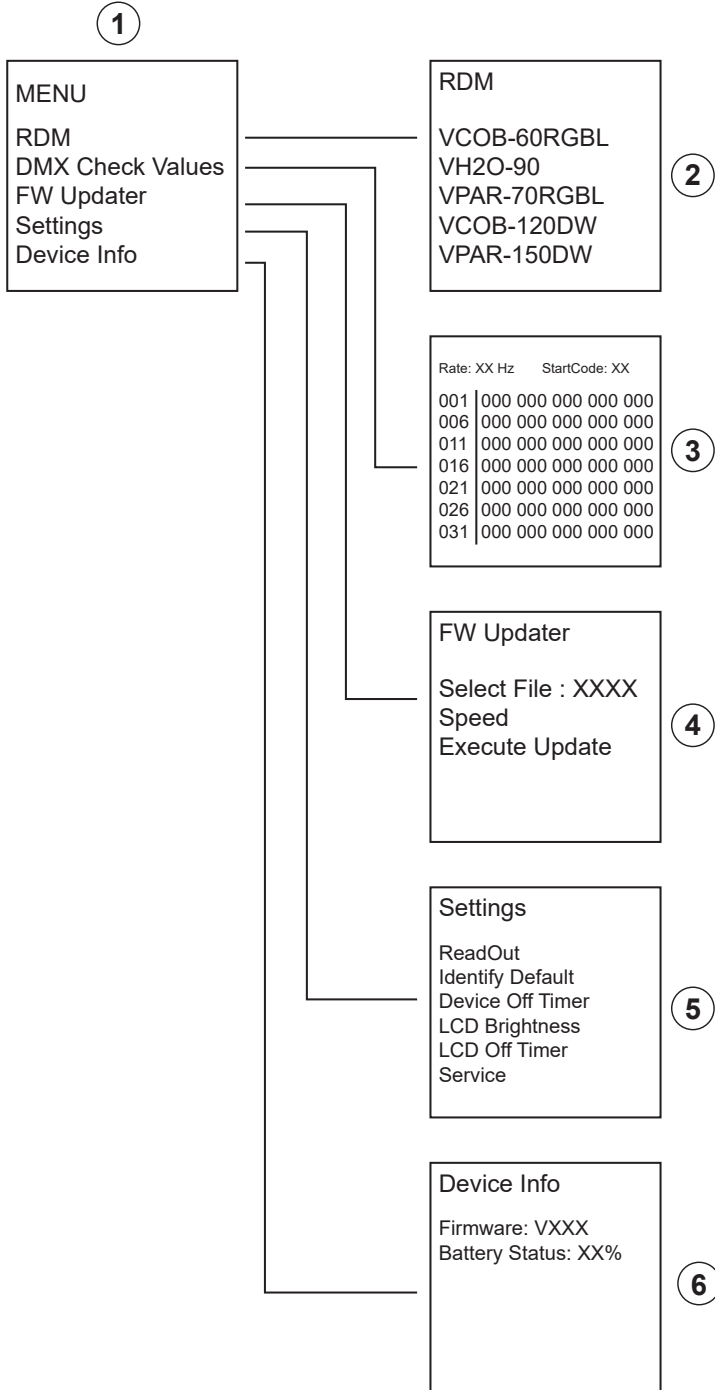 1
MENU
RDM
DMX Check Values
FW Updater
Settings
Device Info
RDM
VCOB-60RGBL
VH2O-90
VPAR-70RGBL
VCOB-120DW
VPAR-150DW
2
Rate: XX Hz StartCode: XX
001 000 000 000 000 000
006 000 000 000 000 000
011 000 000 000 000 000
016 000 000 000 000 000
021 000 000 000 000 000
026 000 000 000 000 000
031 000 000 000 000 000
3
FW Updater
Select File : XXXX
Speed
Execute Update
4
Settings
ReadOut
Identify Default
Device Off Timer
LCD Brightness
LCD Off Timer
Service
5
Device Info
Firmware: VXXX
Battery Status: XX%
6